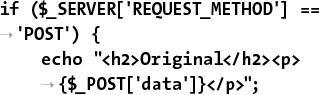 if ($_SERVER['REQUEST_METHOD'] ==
→ 'POST') {
    echo "<h2>Original</h2><p>
    → {$_POST['data']}</p>";